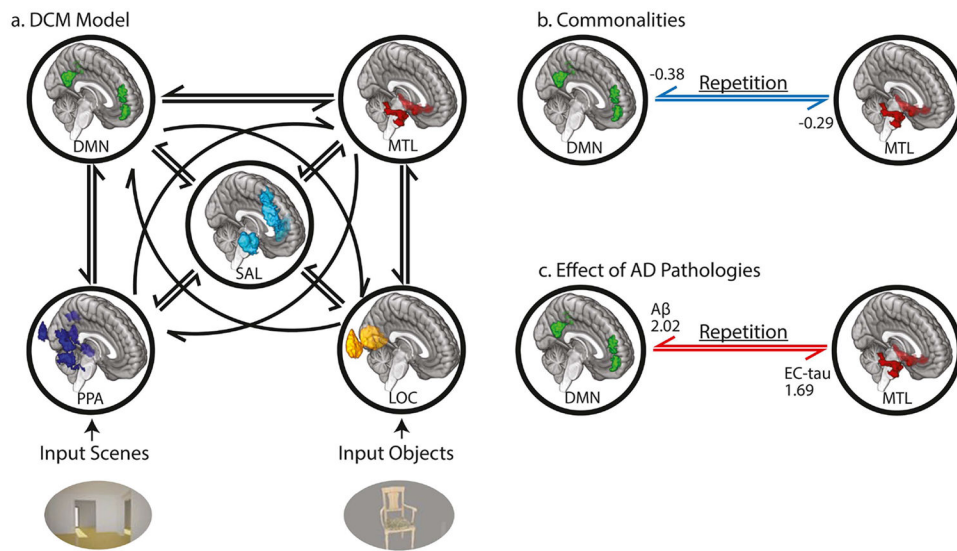 a. DCM Model
DMN
MTL
SAL
PPA
LOC
Input Scenes
Input Objects
b. Commonalities
-0.38
Repetition
-0.29
DMN
MTL
c. Effect of AD Pathologies
Aβ
2.02
Repetition
EC-tau
1.69
DMN
MTL